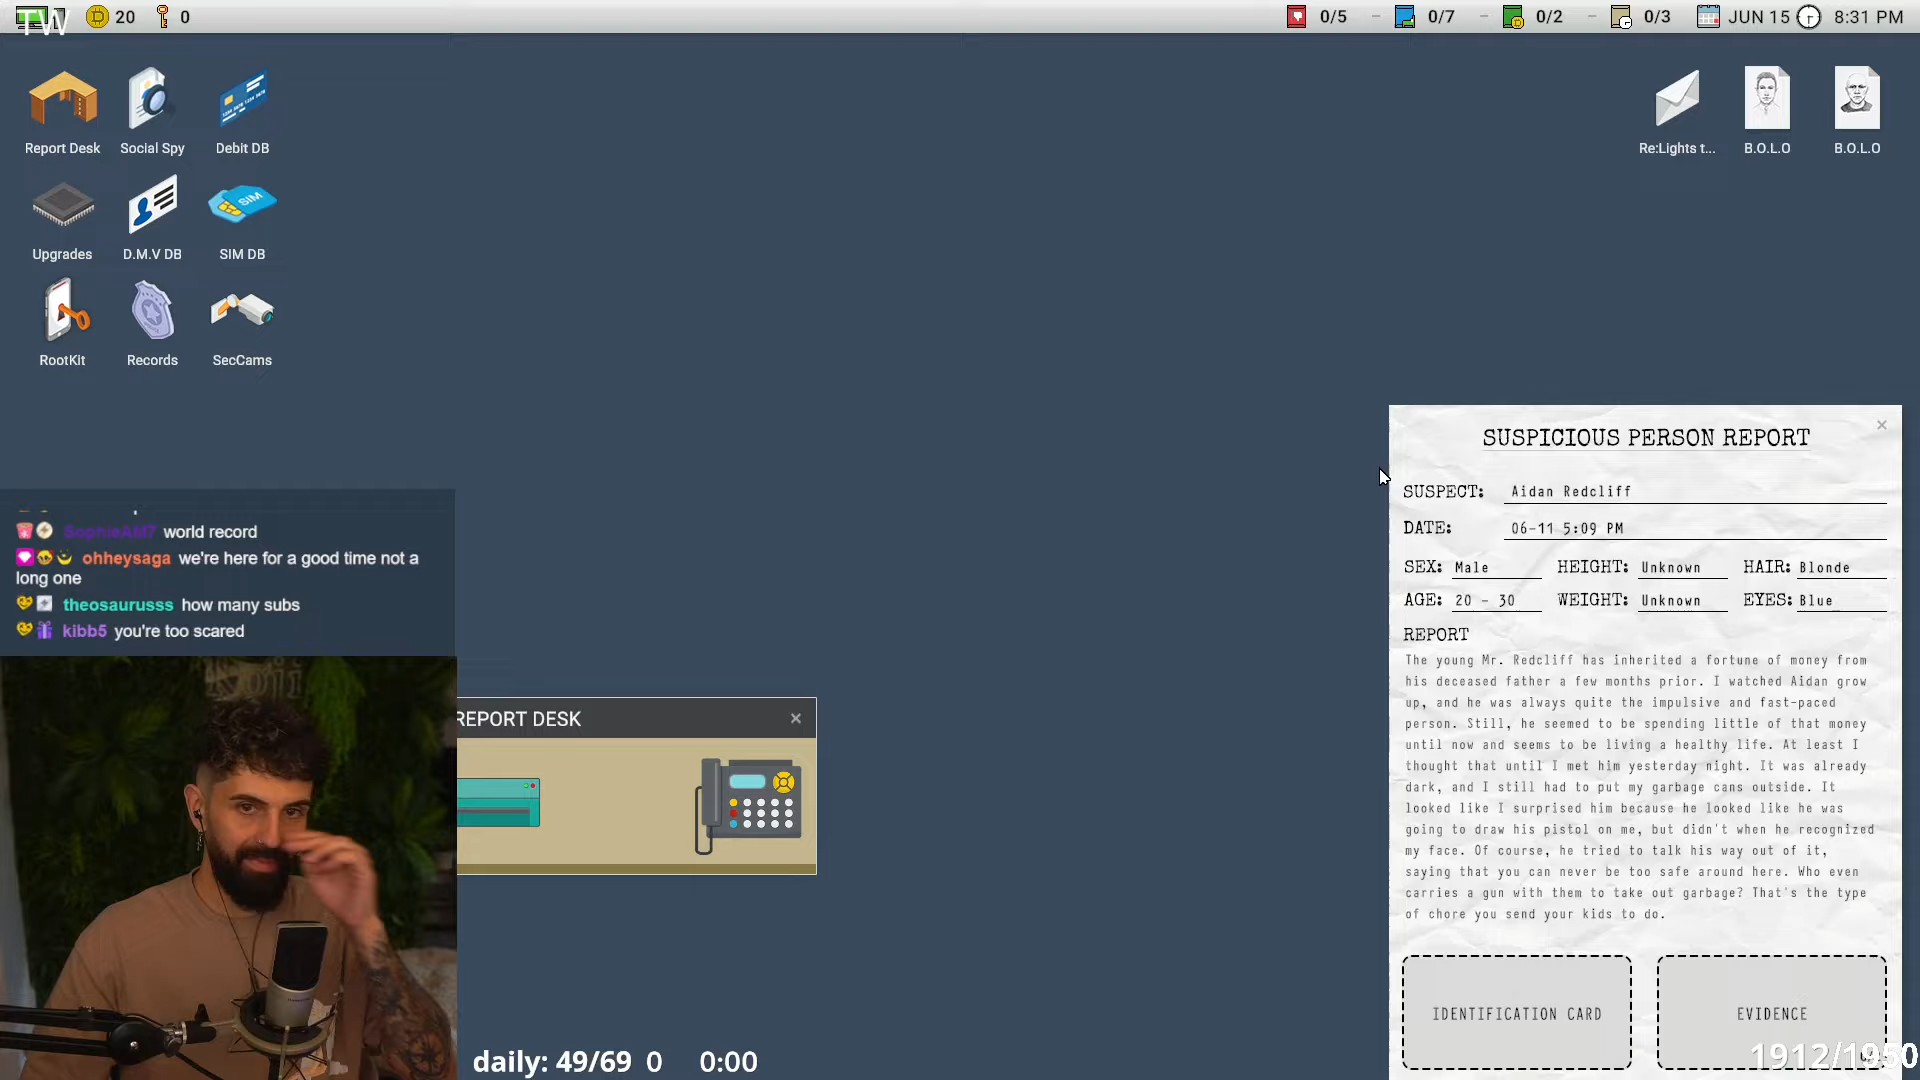 TW
20
0
0/5
0/7
0/2
0/3
JUN 15
8:31 PM
Report Desk
Social Spy
Debit DB
Upgrades
D.M.V DB
SIM DB
RootKit
Records
SecCams
Re:Lights t...
B.O.L.O
B.O.L.O
SophieAM7 world record
ohheysaga we're here for a good time not a
long one
theosaurusss how many subs
kibb5 you're too scared
REPORT DESK
SUSPICIOUS PERSON REPORT
SUSPECT: Aidan Redcliff
DATE: 06-11 5:09 PM
SEX: Male HEIGHT: Unknown HAIR: Blonde
AGE: 20 - 30 WEIGHT: Unknown EYES: Blue
REPORT
The young Mr. Redcliff has inherited a fortune of money from
his deceased father a few months prior. I watched Aidan grow
up, and he was always quite the impulsive and fast-paced
person. Still, he seemed to be spending little of that money
until now and seems to be living a healthy life. At least I
thought that until I met him yesterday night. It was already
dark, and I still had to put my garbage cans outside. It
looked like I surprised him because he looked like he was
going to draw his pistol on me, but didn't when he recognized
my face. Of course, he tried to talk his way out of it,
saying that you can never be too safe around here. Who even
carries a gun with them to take out garbage? That's the type
of chore you send your kids to do.
IDENTIFICATION CARD
EVIDENCE
daily: 49/69 0 0:00
1912/1950